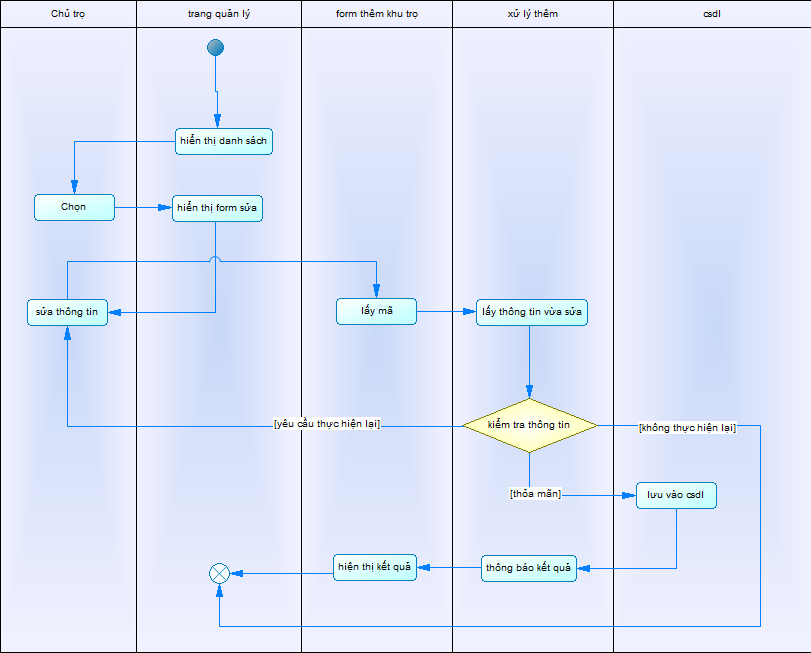 Chủ trọ
trang quản lý
form thêm khu trọ
xử lý thêm
csdl
hiển thị danh sách
Chọn
hiển thị form sửa
sửa thông tin
lấy mã
lấy thông tin vừa sửa
kiểm tra thông tin
[yêu cầu thực hiện lại]
[không thực hiện lại]
[thỏa mãn]
lưu vào csdl
hiện thị kết quả
thông báo kết quả